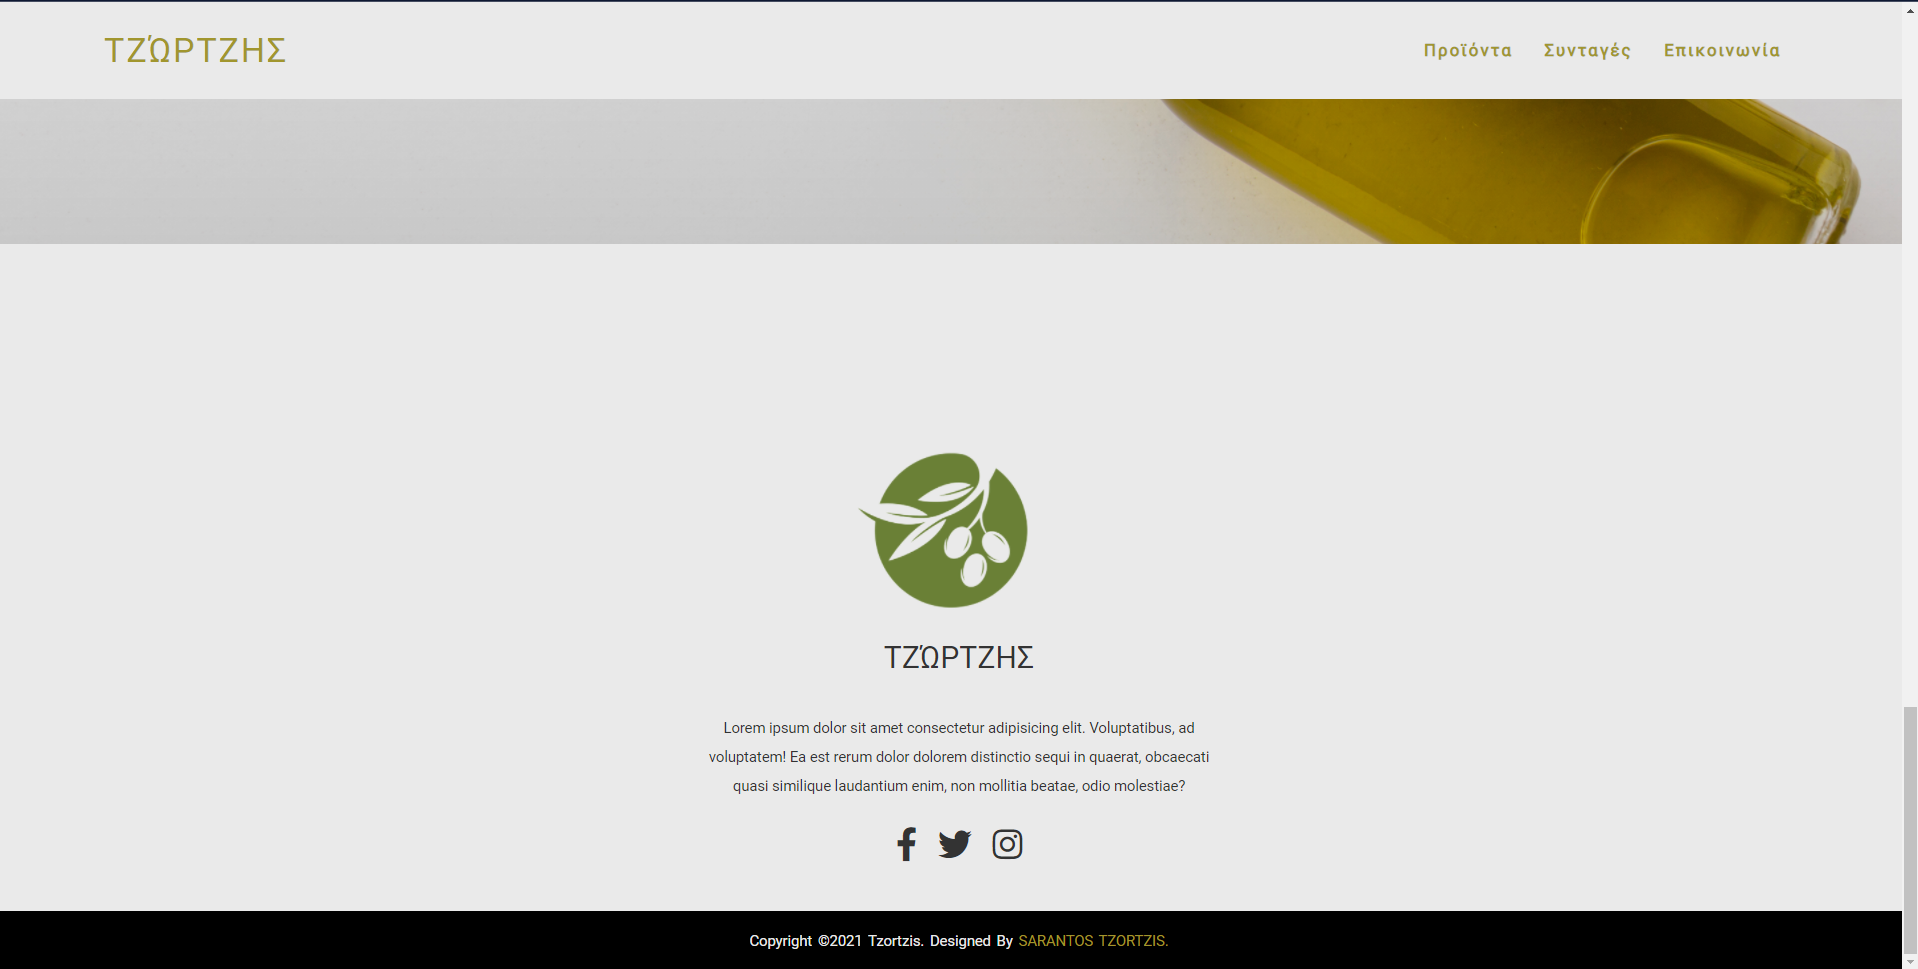 ΤΖΏΡΤΖΗΣ
Προϊόντα Συνταγές Επικοινωνία
ΤΖΏΡΤΖΗΣ
Lorem ipsum dolor sit amet consectetur adipisicing elit. Voluptatibus, ad
voluptatem! Ea est rerum dolor dolorem distinctio sequi in quaerat, obcaecati
quasi similique laudantium enim, non mollitia beatae, odio molestiae?
Copyright ©2021 Tzortzis. Designed By SARANTOS TZORTZIS.